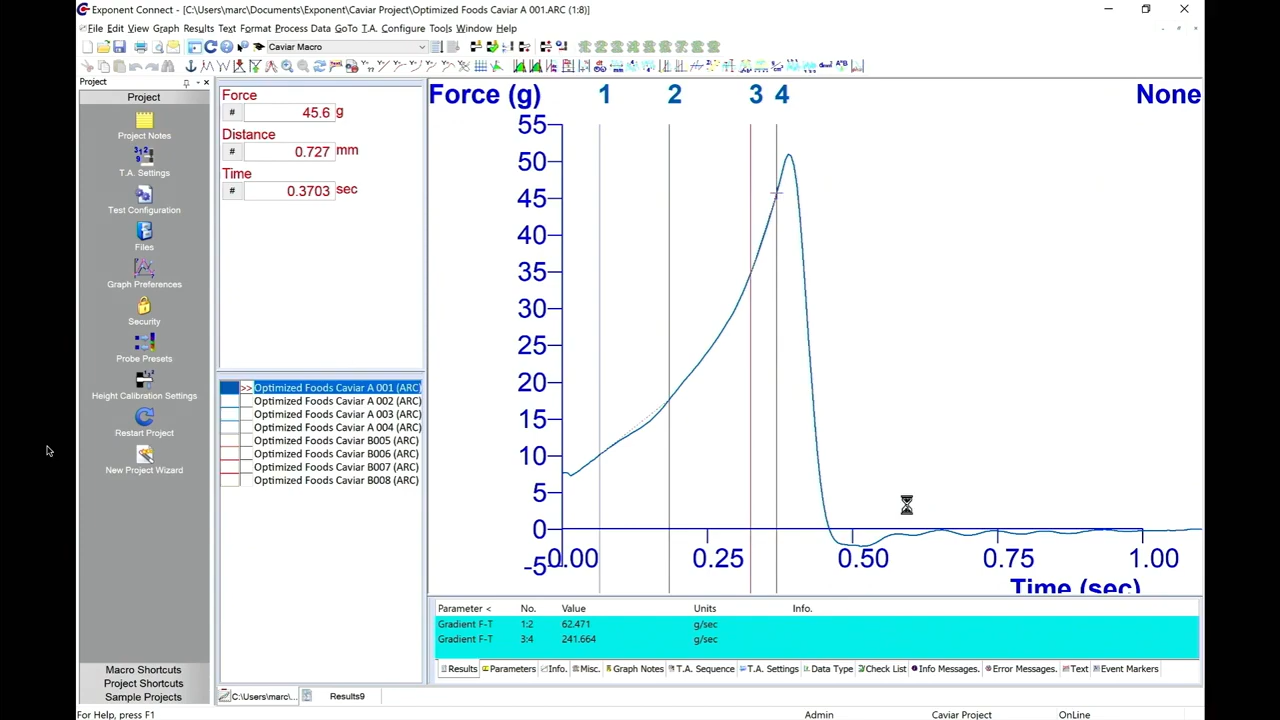 Exponent Connect - [C:\Users\marc\Documents\Exponent\Caviar Project\Optimized Foods Caviar A 001.ARC (1:8)]
File Edit View Graph Results Text Format Process Data GoTo T.A. Configure Tools Window Help
Caviar Macro
Project
Project
Project Notes
T.A. Settings
Test Configuration
Files
Graph Preferences
Security
Probe Presets
Height Calibration Settings
Restart Project
New Project Wizard
Macro Shortcuts
Project Shortcuts
Sample Projects
Force
# 45.6 g
Distance
# 0.727 mm
Time
# 0.3703 sec
>> Optimized Foods Caviar A 001 (ARC)
Optimized Foods Caviar A 002 (ARC)
Optimized Foods Caviar A 003 (ARC)
Optimized Foods Caviar A 004 (ARC)
Optimized Foods Caviar B005 (ARC)
Optimized Foods Caviar B006 (ARC)
Optimized Foods Caviar B007 (ARC)
Optimized Foods Caviar B008 (ARC)
Force (g) 1 2 3 4 None
55
50
45
40
35
30
25
20
15
10
5
0
-5
0.00 0.25 0.50 0.75 1.00
Time (sec)
Parameter < No. Value Units Info.
Gradient F-T 1:2 62.471 g/sec
Gradient F-T 3:4 241.664 g/sec
Results Parameters Info. Misc. Graph Notes T.A. Sequence T.A. Settings Data Type Check List Info Messages. Error Messages. Text Event Markers
C:\Users\marc\... Results9
For Help, press F1 Admin Caviar Project OnLine